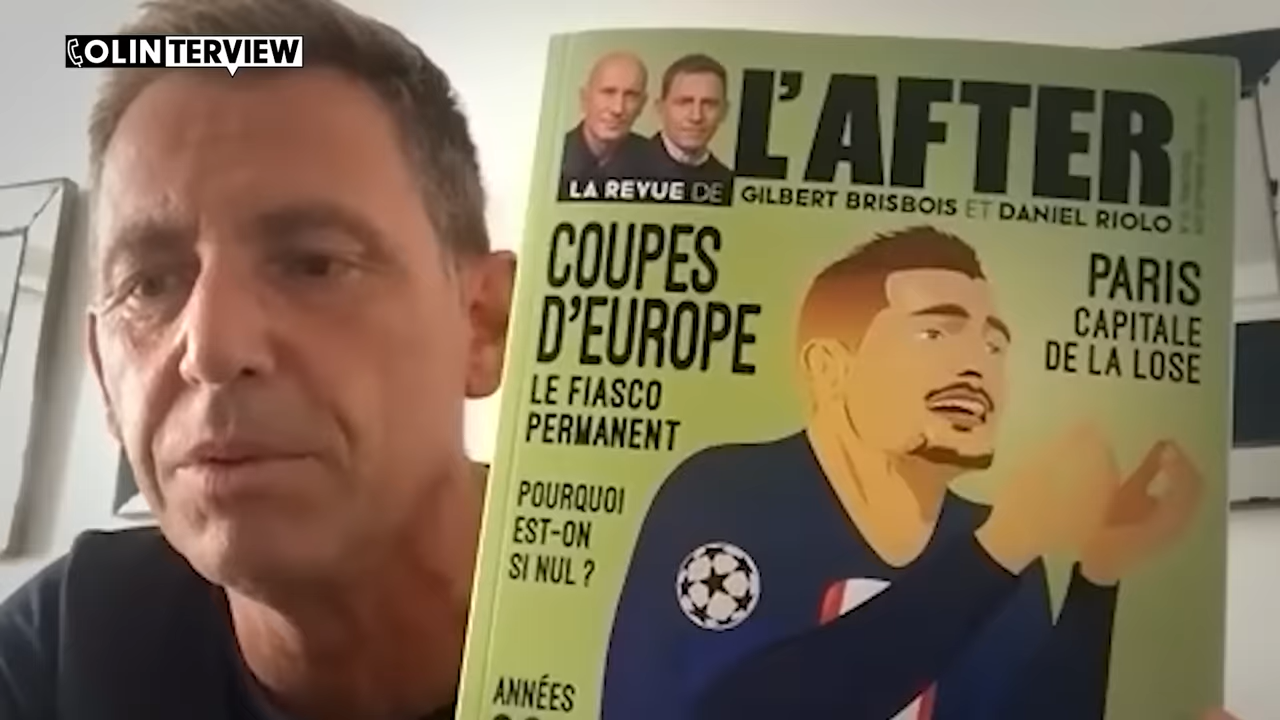 COLINTERVIEW
L'AFTER
LA REVUE DE GILBERT BRISBOIS ET DANIEL RIOLO
COUPES
D'EUROPE
LE FIASCO
PERMANENT
PARIS
CAPITALE
DE LA LOSE
POURQUOI
EST-ON
SI NUL ?
ANNÉES